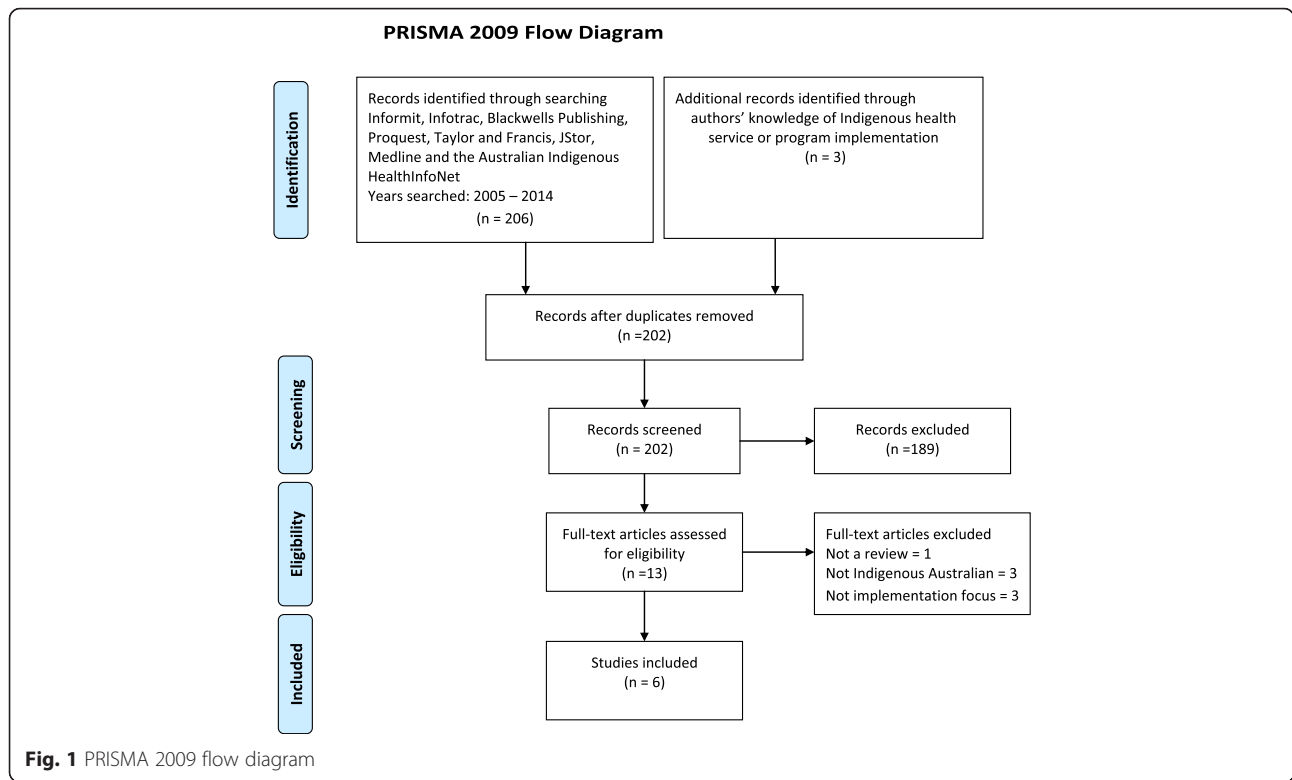 PRISMA 2009 Flow Diagram
Identification
Records identified through searching
Informit, Infotrac, Blackwells Publishing,
Proquest, Taylor and Francis, JStor,
Medline and the Australian Indigenous
HealthInfoNet
Years searched: 2005 – 2014
(n = 206)
Additional records identified through
authors’ knowledge of Indigenous health
service or program implementation
(n = 3)
Records after duplicates removed
(n =202)
Screening
Records screened
(n = 202)
Records excluded
(n =189)
Eligibility
Full-text articles assessed
for eligibility
(n =13)
Full-text articles excluded
Not a review = 1
Not Indigenous Australian = 3
Not implementation focus = 3
Included
Studies included
(n = 6)
Fig. 1 PRISMA 2009 flow diagram